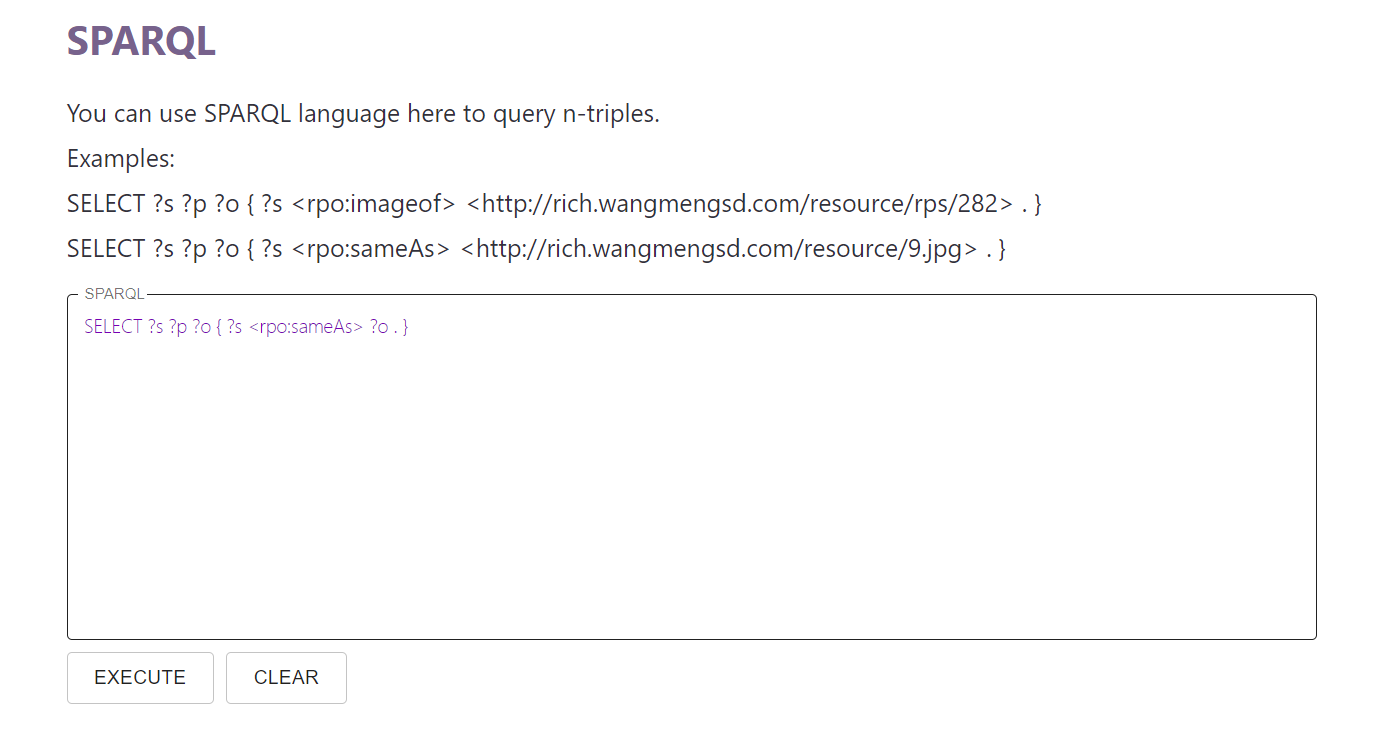 SPARQL
You can use SPARQL language here to query n-triples.
Examples:
SELECT ?s ?p ?o { ?s <rpo:imageof> <http://rich.wangmengsd.com/resource/rps/282> . }
SELECT ?s ?p ?o { ?s <rpo:sameAs> <http://rich.wangmengsd.com/resource/9.jpg> . }
SPARQL
SELECT ?s ?p ?o { ?s <rpo:sameAs> ?o . }
EXECUTE CLEAR